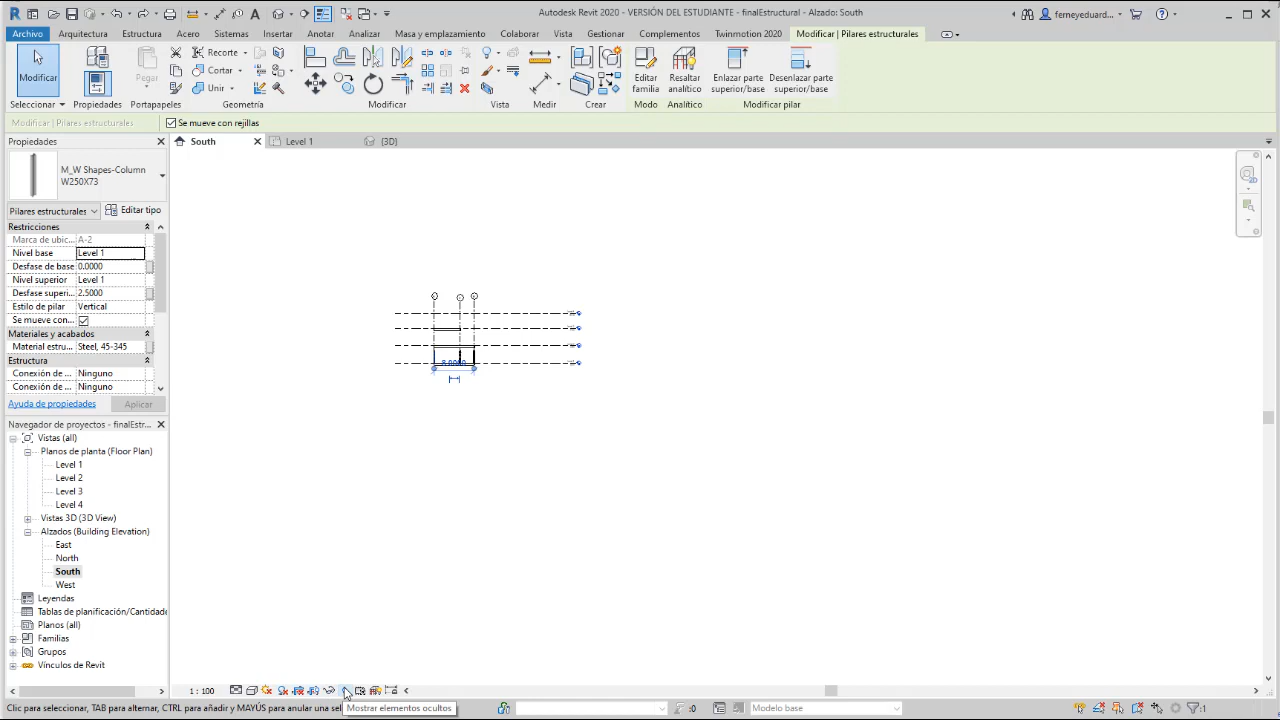 Autodesk Revit 2020 - VERSIÓN DEL ESTUDIANTE - finalEstructural - Alzado: South
ferneyeduard...
Archivo Arquitectura Estructura Acero Sistemas Insertar Anotar Analizar Masa y emplazamiento Colaborar Vista Gestionar Complementos Twinmotion 2020 Modificar | Pilares estructurales
Modificar
Pegar
Recorte
Cortar
Unir
Editar familia
Resaltar analítico
Enlazar parte superior/base
Desenlazar parte superior/base
Seleccionar Propiedades Portapapeles Geometría Modificar Vista Medir Crear Modo Analítico Modificar pilar
Modificar | Pilares estructurales
Se mueve con rejillas
Propiedades
South
Level 1
{3D}
M_W Shapes-Column
W250X73
Pilares estructurales
Editar tipo
Restricciones
Marca de ubic... A-2
Nivel base Level 1
Desfase de base 0.0000
Nivel superior Level 1
Desfase superi... 2.5000
Estilo de pilar Vertical
Se mueve con...
Materiales y acabados
Material estru... Steel, 45-345
Estructura
Conexión de ... Ninguno
Conexión de ... Ninguno
Ayuda de propiedades
Aplicar
Navegador de proyectos - finalEstr...
Vistas (all)
Planos de planta (Floor Plan)
Level 1
Level 2
Level 3
Level 4
Vistas 3D (3D View)
Alzados (Building Elevation)
East
North
South
West
Leyendas
Tablas de planificación/Cantidade
Planos (all)
Familias
Grupos
Vínculos de Revit
1 : 100
Clic para seleccionar, TAB para alternar, CTRL para añadir y MAYÚS para anular una sel
Mostrar elementos ocultos
:0
Modelo base
:1